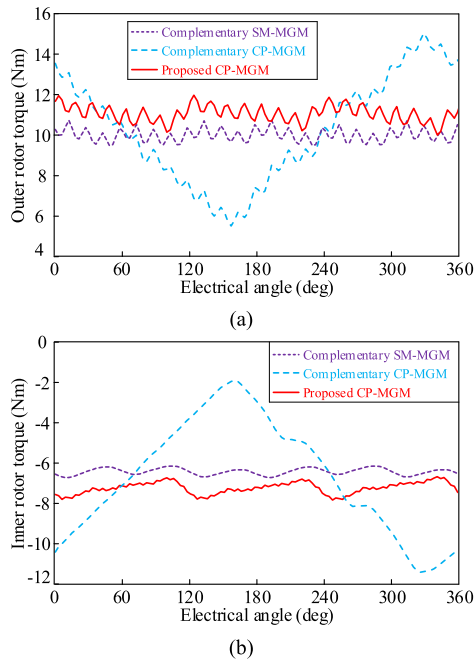 (a)
16
14
12
10
8
6
4
Outer rotor torque (Nm)
Complementary SM-MGM
Complementary CP-MGM
Proposed CP-MGM
0 60 120 180 240 300 360
Electrical angle (deg)
(a)
0
-2
-4
-6
-8
-10
-12
Inner rotor torque (Nm)
Complementary SM-MGM
Complementary CP-MGM
Proposed CP-MGM
0 60 120 180 240 300 360
Electrical angle (deg)
(b)